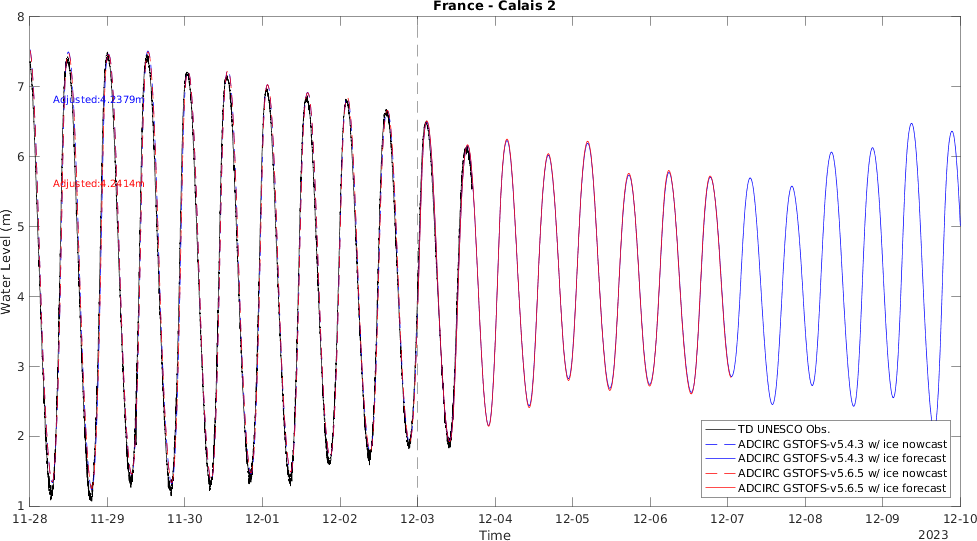 France - Calais 2
8
7
6
5
4
3
2
1
Water Level (m)
Adjusted:4.2379m
Adjusted:4.2414m
TD UNESCO Obs.
ADCIRC GSTOFS-v5.4.3 w/ ice nowcast
ADCIRC GSTOFS-v5.4.3 w/ ice forecast
ADCIRC GSTOFS-v5.6.5 w/ ice nowcast
ADCIRC GSTOFS-v5.6.5 w/ ice forecast
11-28 11-29 11-30 12-01 12-02 12-03 12-04 12-05 12-06 12-07 12-08 12-09 12-10
Time
2023